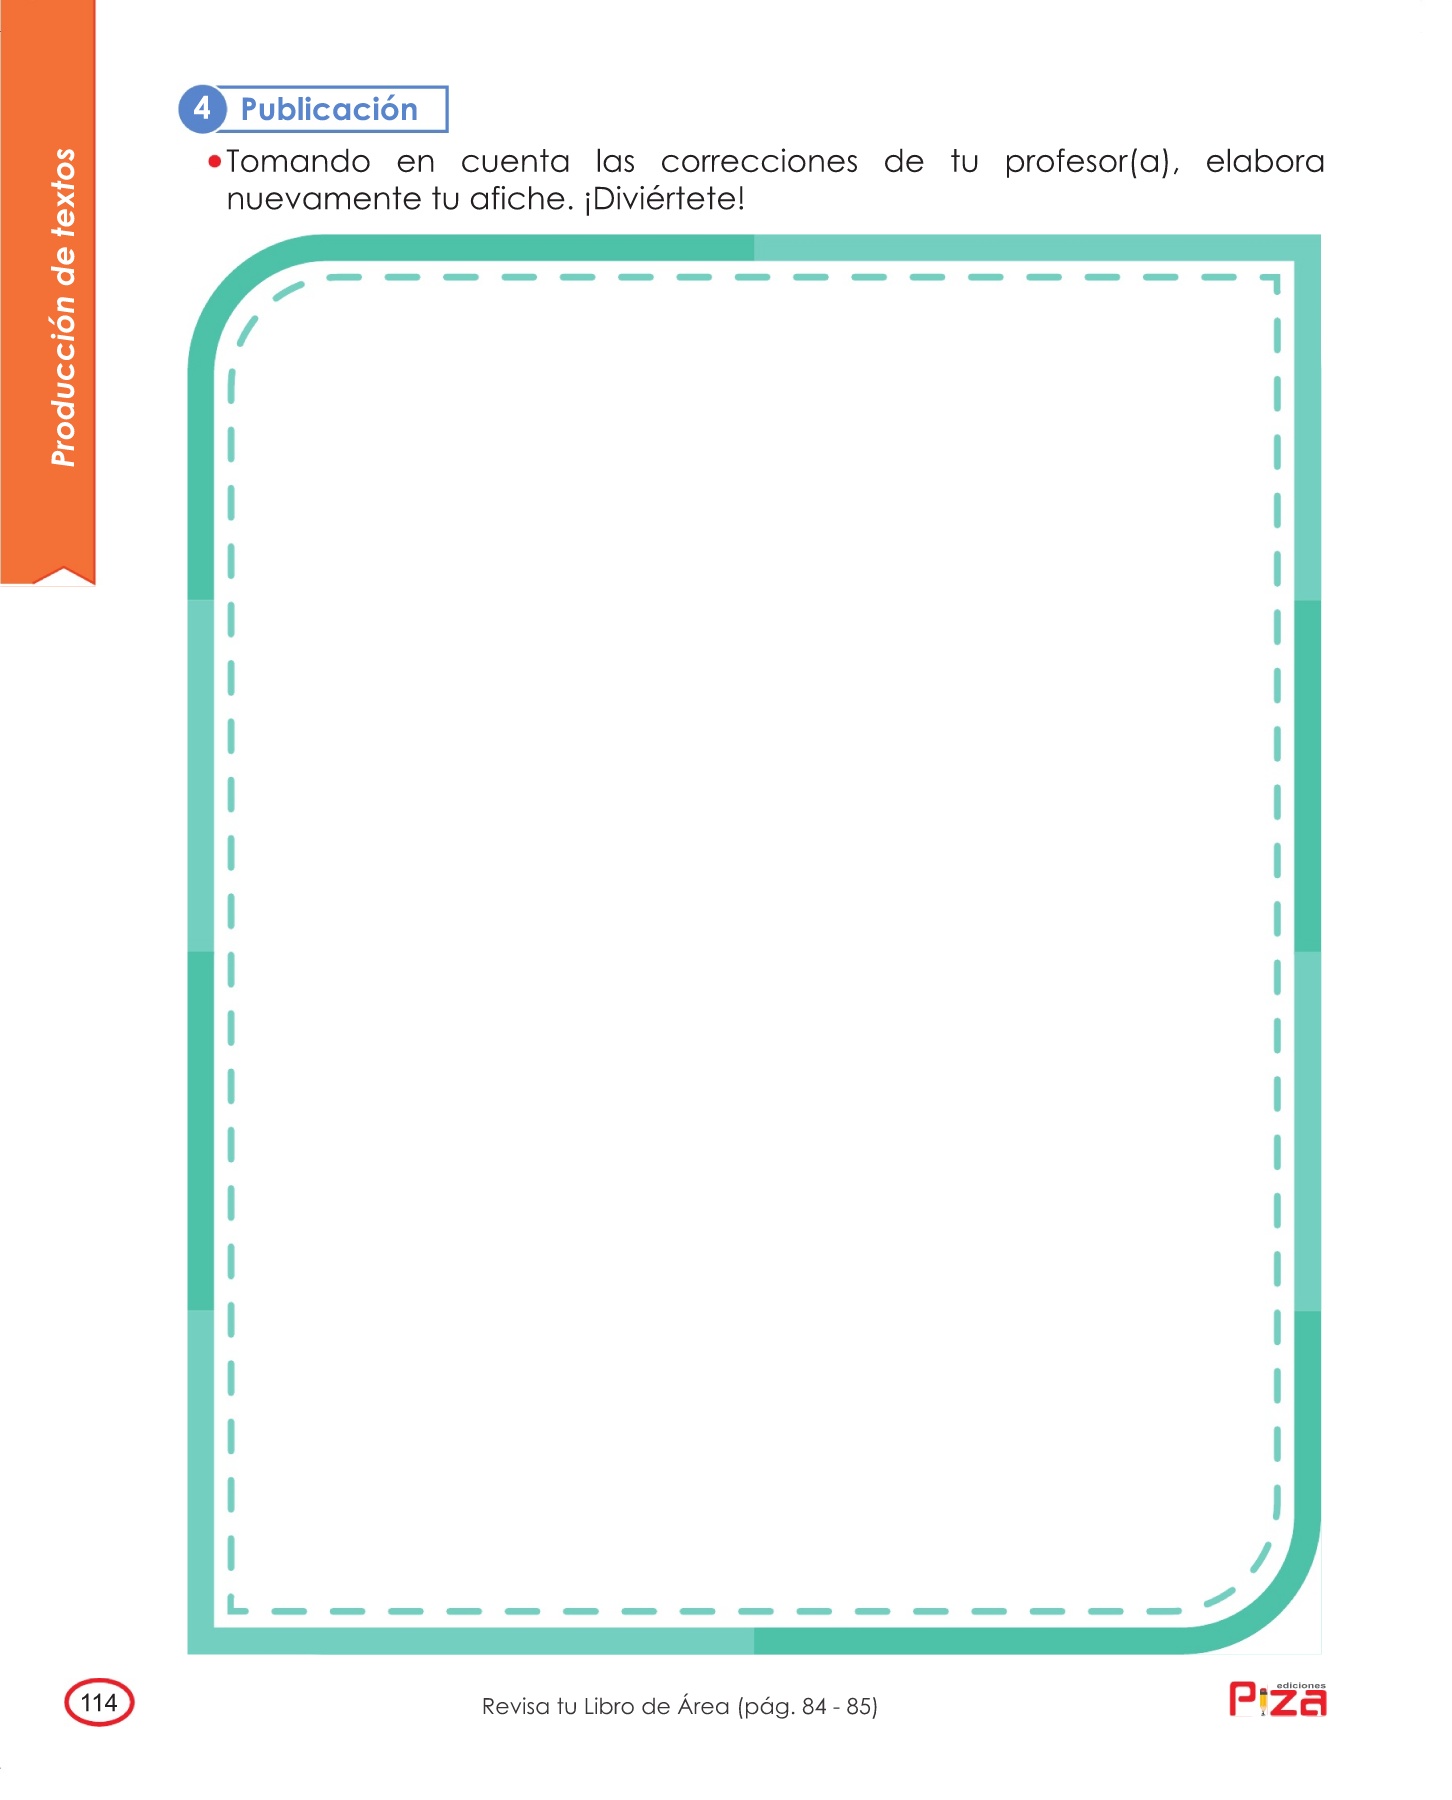 Producción de textos
4 Publicación
•Tomando en cuenta las correcciones de tu profesor(a), elabora
nuevamente tu afiche. ¡Diviértete!
114
Revisa tu Libro de Área (pág. 84 - 85)
ediciones
Piza